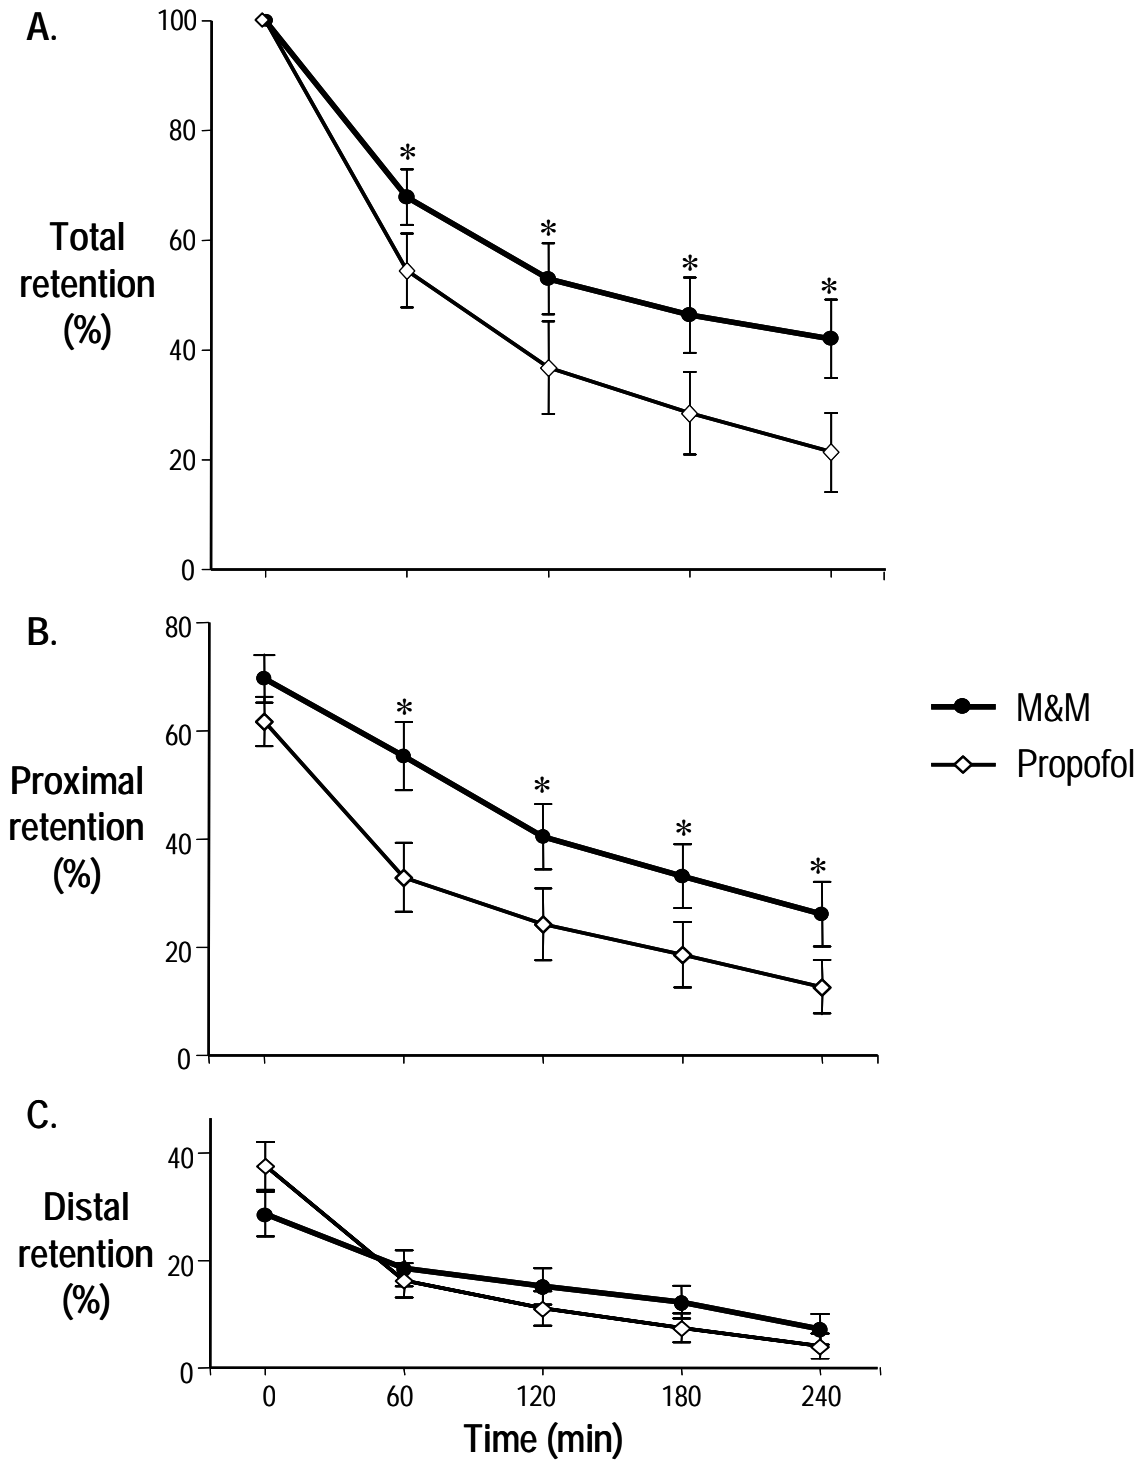 A.
100
80
60
40
20
0
Total
retention
(%)
*
*
*
*
B.
80
60
40
20
0
Proximal
retention
(%)
*
*
*
*
M&M
Propofol
C.
40
20
0
Distal
retention
(%)
0 60 120 180 240
Time (min)